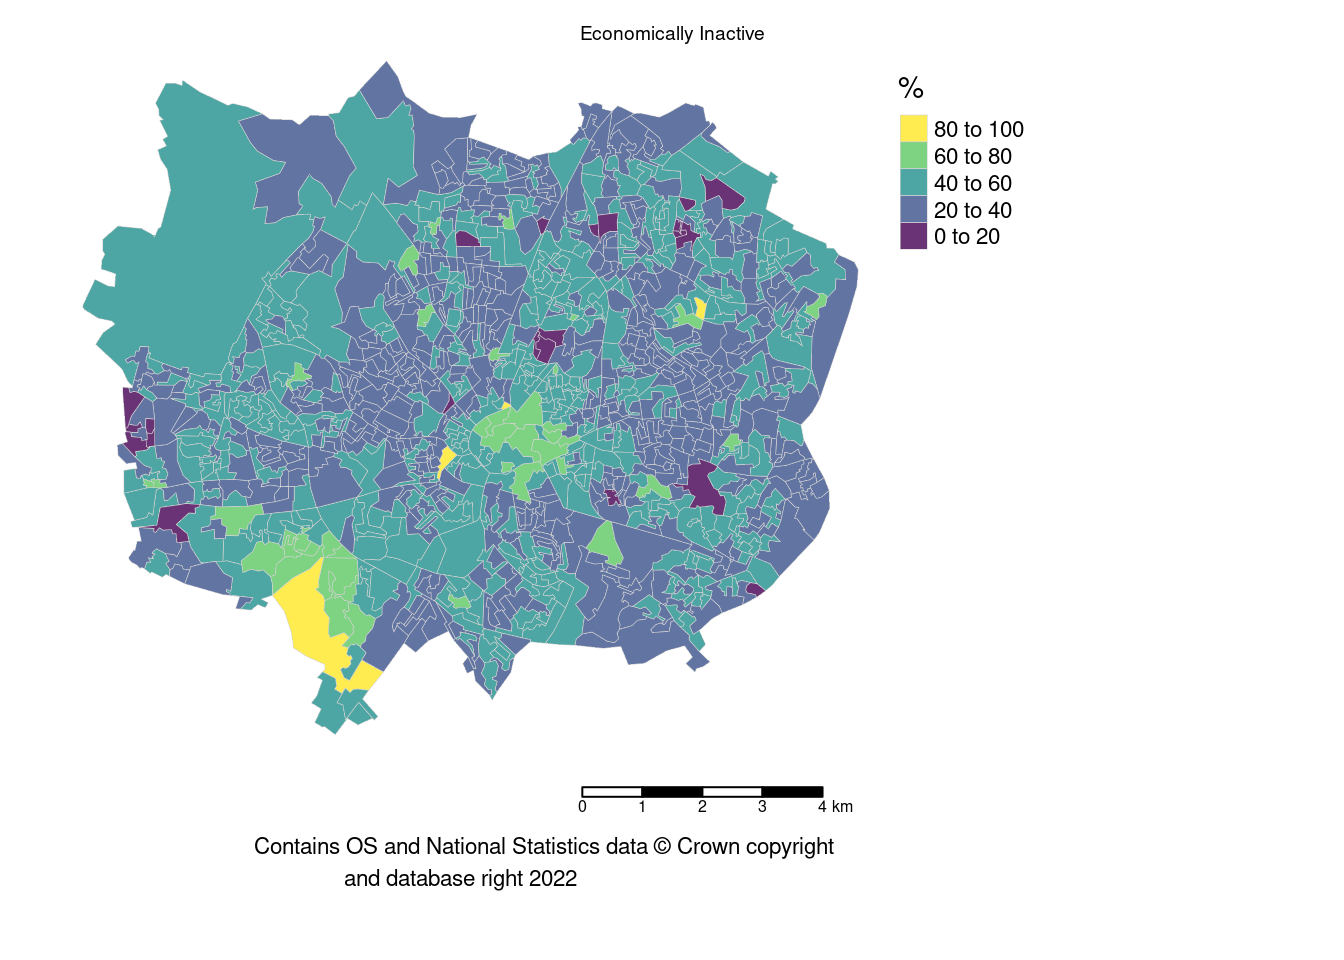 Economically Inactive
%
80 to 100
60 to 80
40 to 60
20 to 40
0 to 20
0 1 2 3 4 km
Contains OS and National Statistics data © Crown copyright
and database right 2022